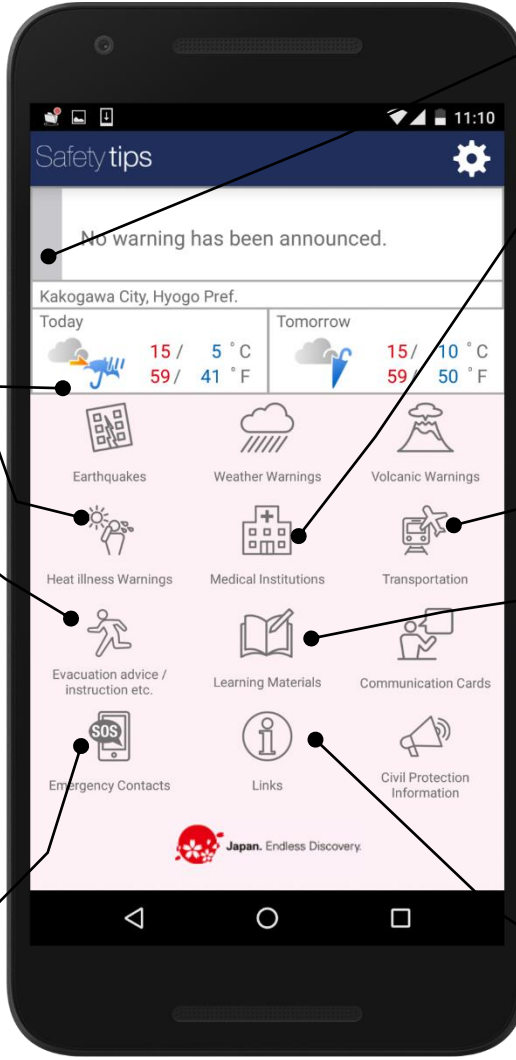 11:10
Safety tips
No warning has been announced.
Kakogawa City, Hyogo Pref.
Today
15 / 5 °C
59 / 41 °F
Tomorrow
15 / 10 °C
59 / 50 °F
Earthquakes
Weather Warnings
Volcanic Warnings
Heat illness Warnings
Medical Institutions
Transportation
Evacuation advice /
instruction etc.
Learning Materials
Communication Cards
SOS
Emergency Contacts
Links
Civil Protection
Information
Japan. Endless Discovery.